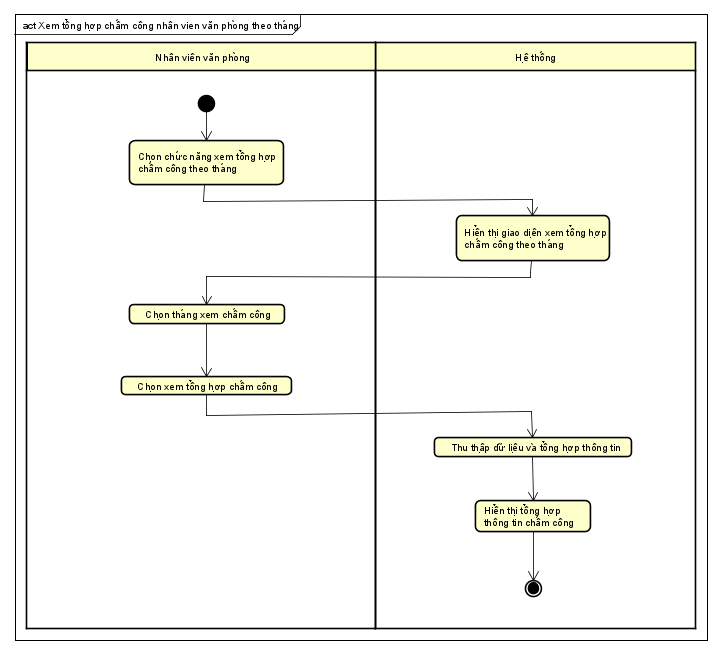 act Xem tổng hợp chấm công nhân vien văn phòng theo tháng
Nhân viên văn phòng
Hệ thống
Chọn chức năng xem tổng hợp
chấm công theo tháng
Hiển thị giao diện xem tổng hợp
chấm công theo tháng
Chọn tháng xem chấm công
Chọn xem tổng hợp chấm công
Thu thập dữ liệu và tổng hợp thông tin
Hiển thị tổng hợp
thông tin chấm công